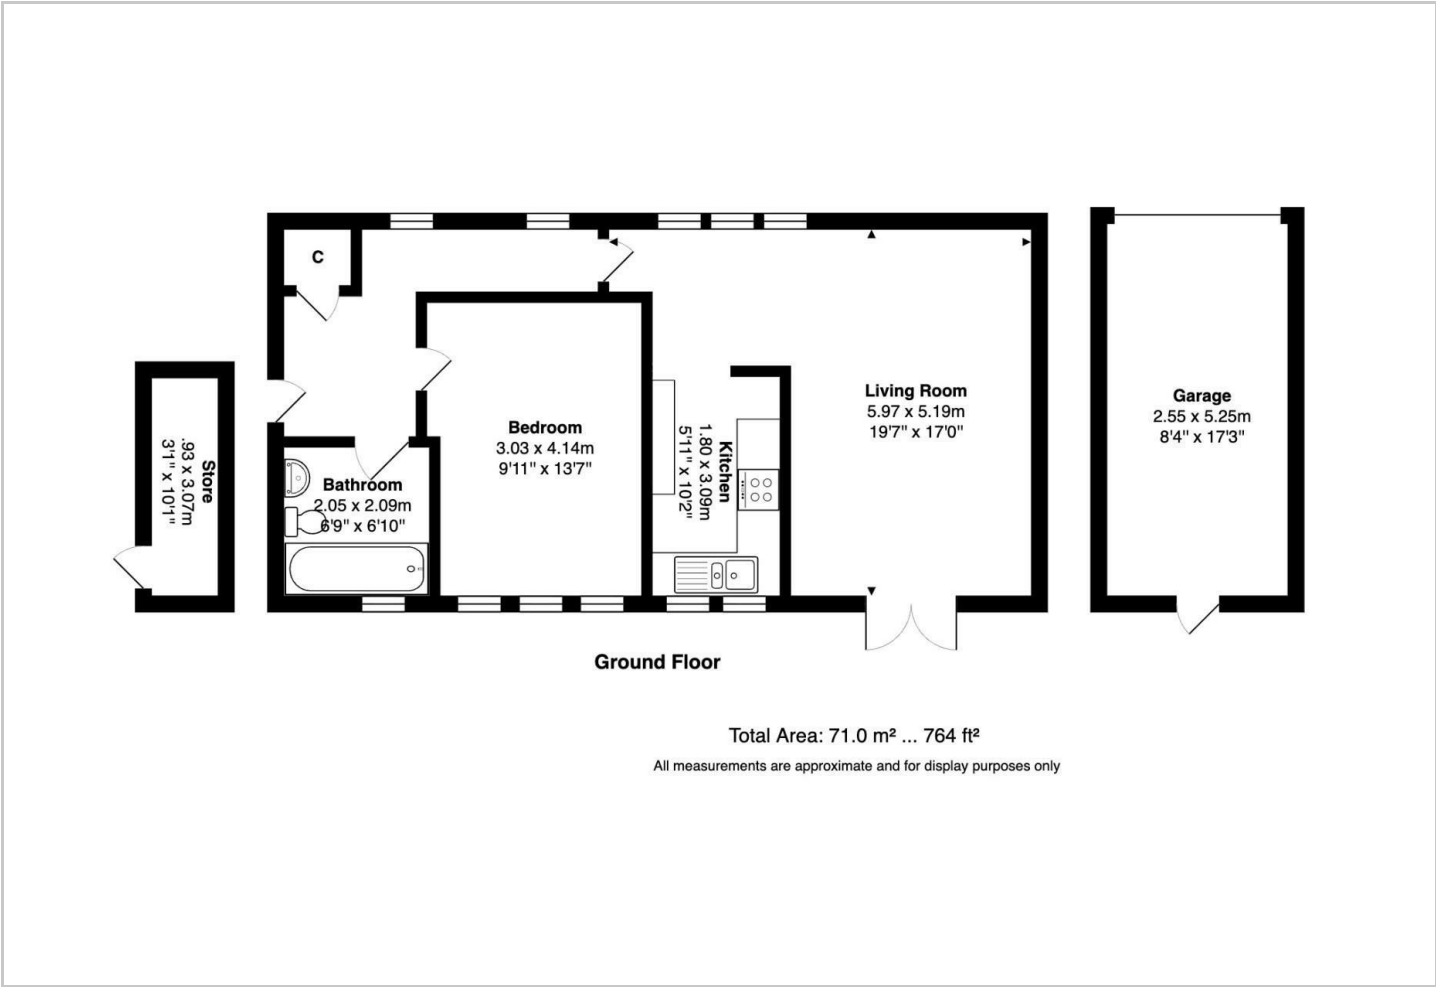 C
Living Room
5.97 x 5.19m
19'7" x 17'0"
Garage
2.55 x 5.25m
8'4" x 17'3"
Bedroom
3.03 x 4.14m
9'11" x 13'7"
Kitchen
1.80 x 3.09m
5'11" x 10'2"
Store
.93 x 3.07m
3'1" x 10'1"
Bathroom
2.05 x 2.09m
6'9" x 6'10"
Ground Floor
Total Area: 71.0 m² ... 764 ft²
All measurements are approximate and for display purposes only